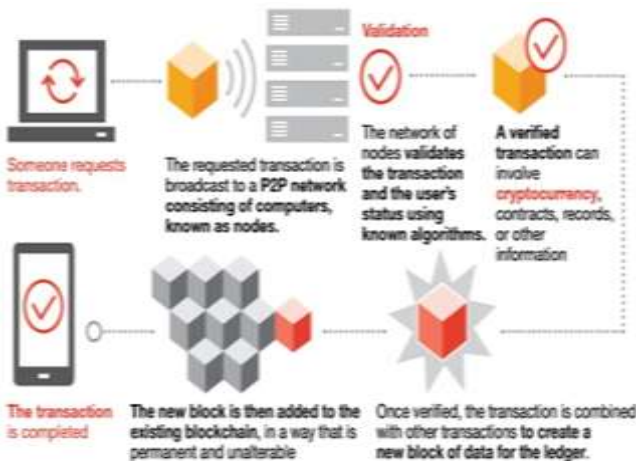 Validation
Someone requests
transaction.
The requested transaction is
broadcast to a P2P network
consisting of computers,
known as nodes.
The network of
nodes validates
the transaction
and the user's
status using
known algorithms.
A verified
transaction can
involve
cryptocurrency,
contracts, records,
or other
information
The transaction
is completed
The new block is then added to the
existing blockchain, in a way that is
permanent and unalterable
Once verified, the transaction is combined
with other transactions to create a
new block of data for the ledger.